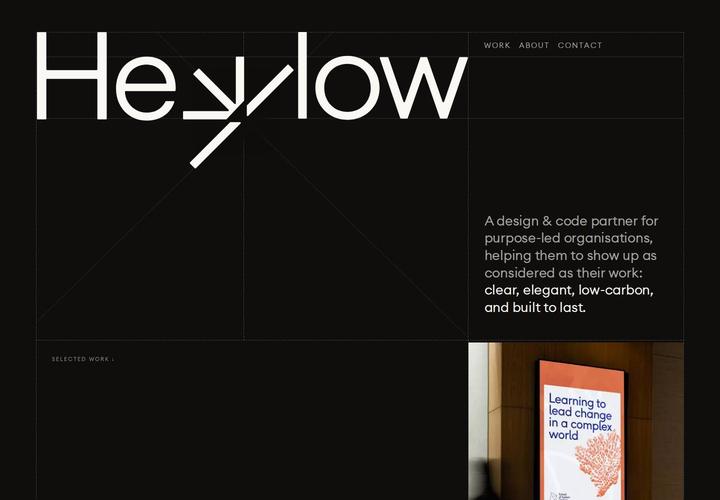 Heylow
WORK ABOUT CONTACT
A design & code partner for
purpose-led organisations,
helping them to show up as
considered as their work:
clear, elegant, low-carbon,
and built to last.
SELECTED WORK ↓
Learning to
lead change
in a complex
world